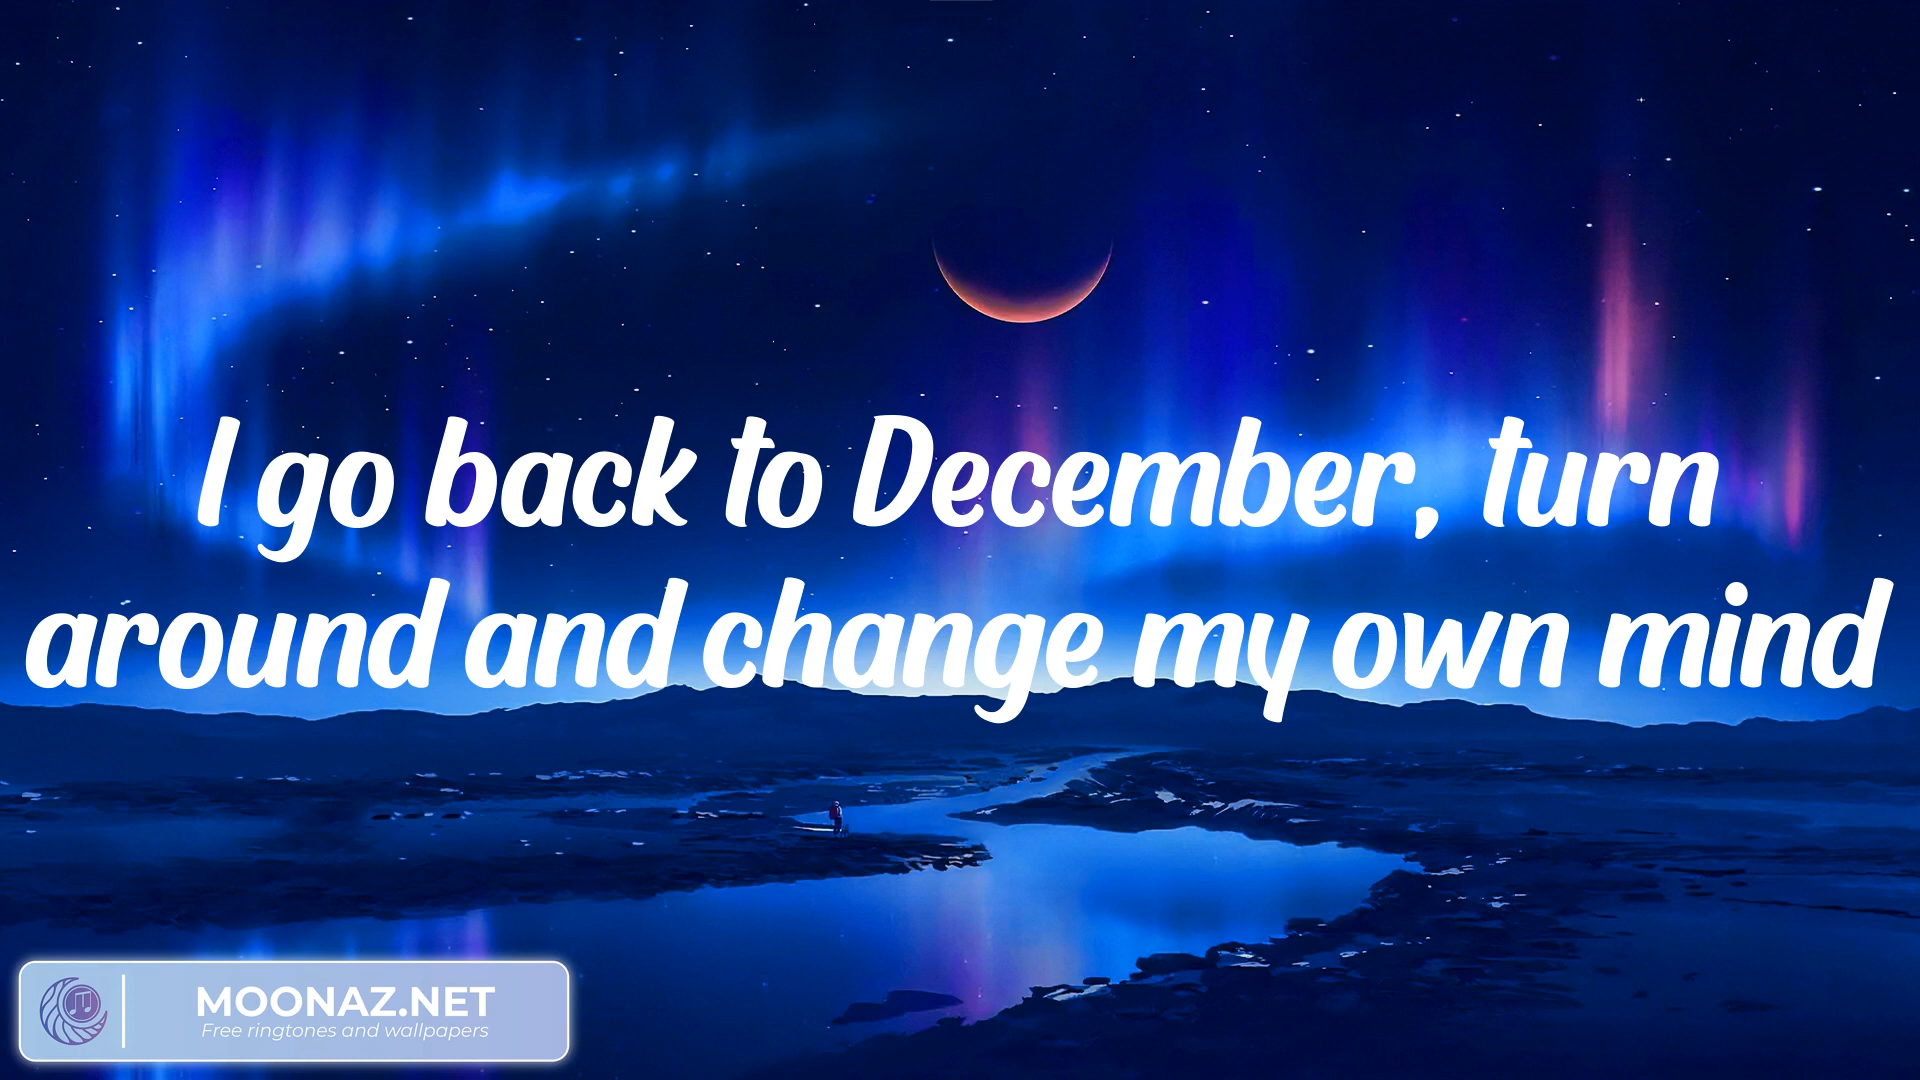 I go back to December, turn
around and change my own mind
MOONAZ.NET
Free ringtones and wallpapers